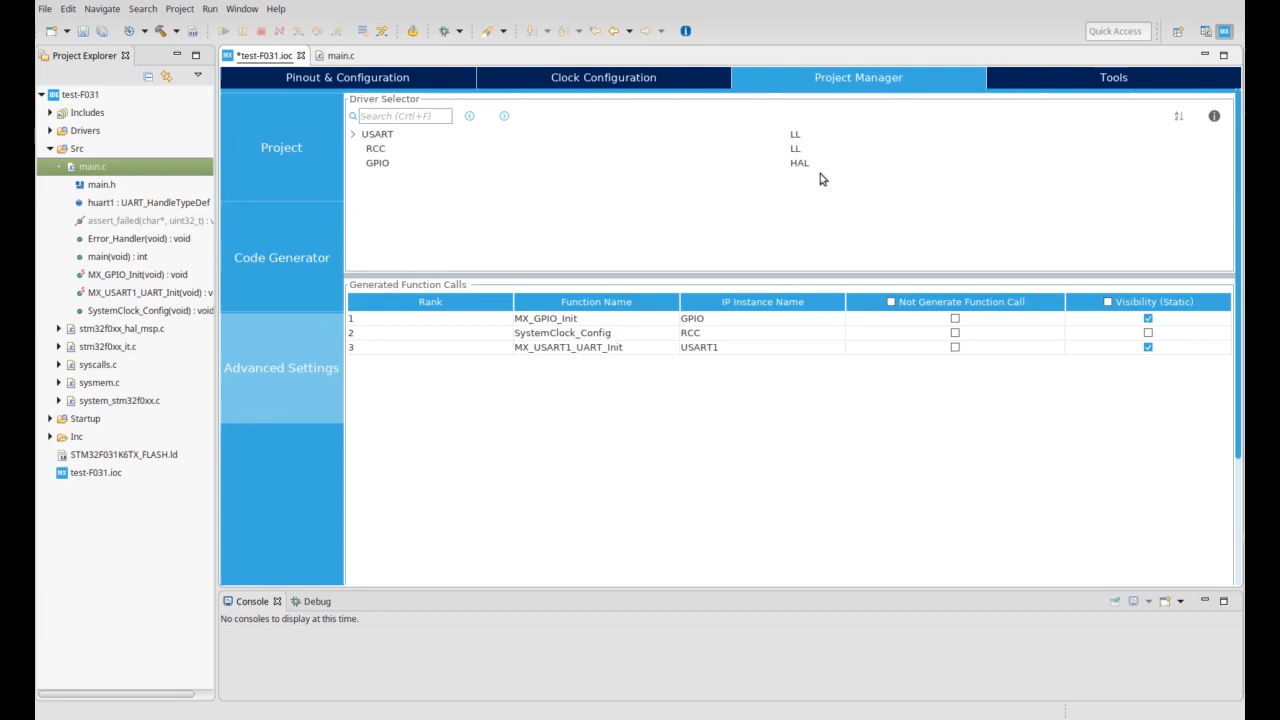 File Edit Navigate Search Project Run Window Help
Quick Access
Project Explorer
*test-F031.ioc main.c
Pinout & Configuration Clock Configuration Project Manager Tools
test-F031
Includes
Drivers
Src
main.c
main.h
huart1 : UART_HandleTypeDef
assert_failed(char*, uint32_t) : v
Error_Handler(void) : void
main(void) : int
MX_GPIO_Init(void) : void
MX_USART1_UART_Init(void) : v
SystemClock_Config(void) : void
stm32f0xx_hal_msp.c
stm32f0xx_it.c
syscalls.c
sysmem.c
system_stm32f0xx.c
Startup
Inc
STM32F031K6TX_FLASH.ld
test-F031.ioc
Project
Code Generator
Advanced Settings
Driver Selector
Search (Crtl+F)
USART LL
RCC LL
GPIO HAL
Generated Function Calls
Rank Function Name IP Instance Name Not Generate Function Call Visibility (Static)
1 MX_GPIO_Init GPIO
2 SystemClock_Config RCC
3 MX_USART1_UART_Init USART1
Console Debug
No consoles to display at this time.